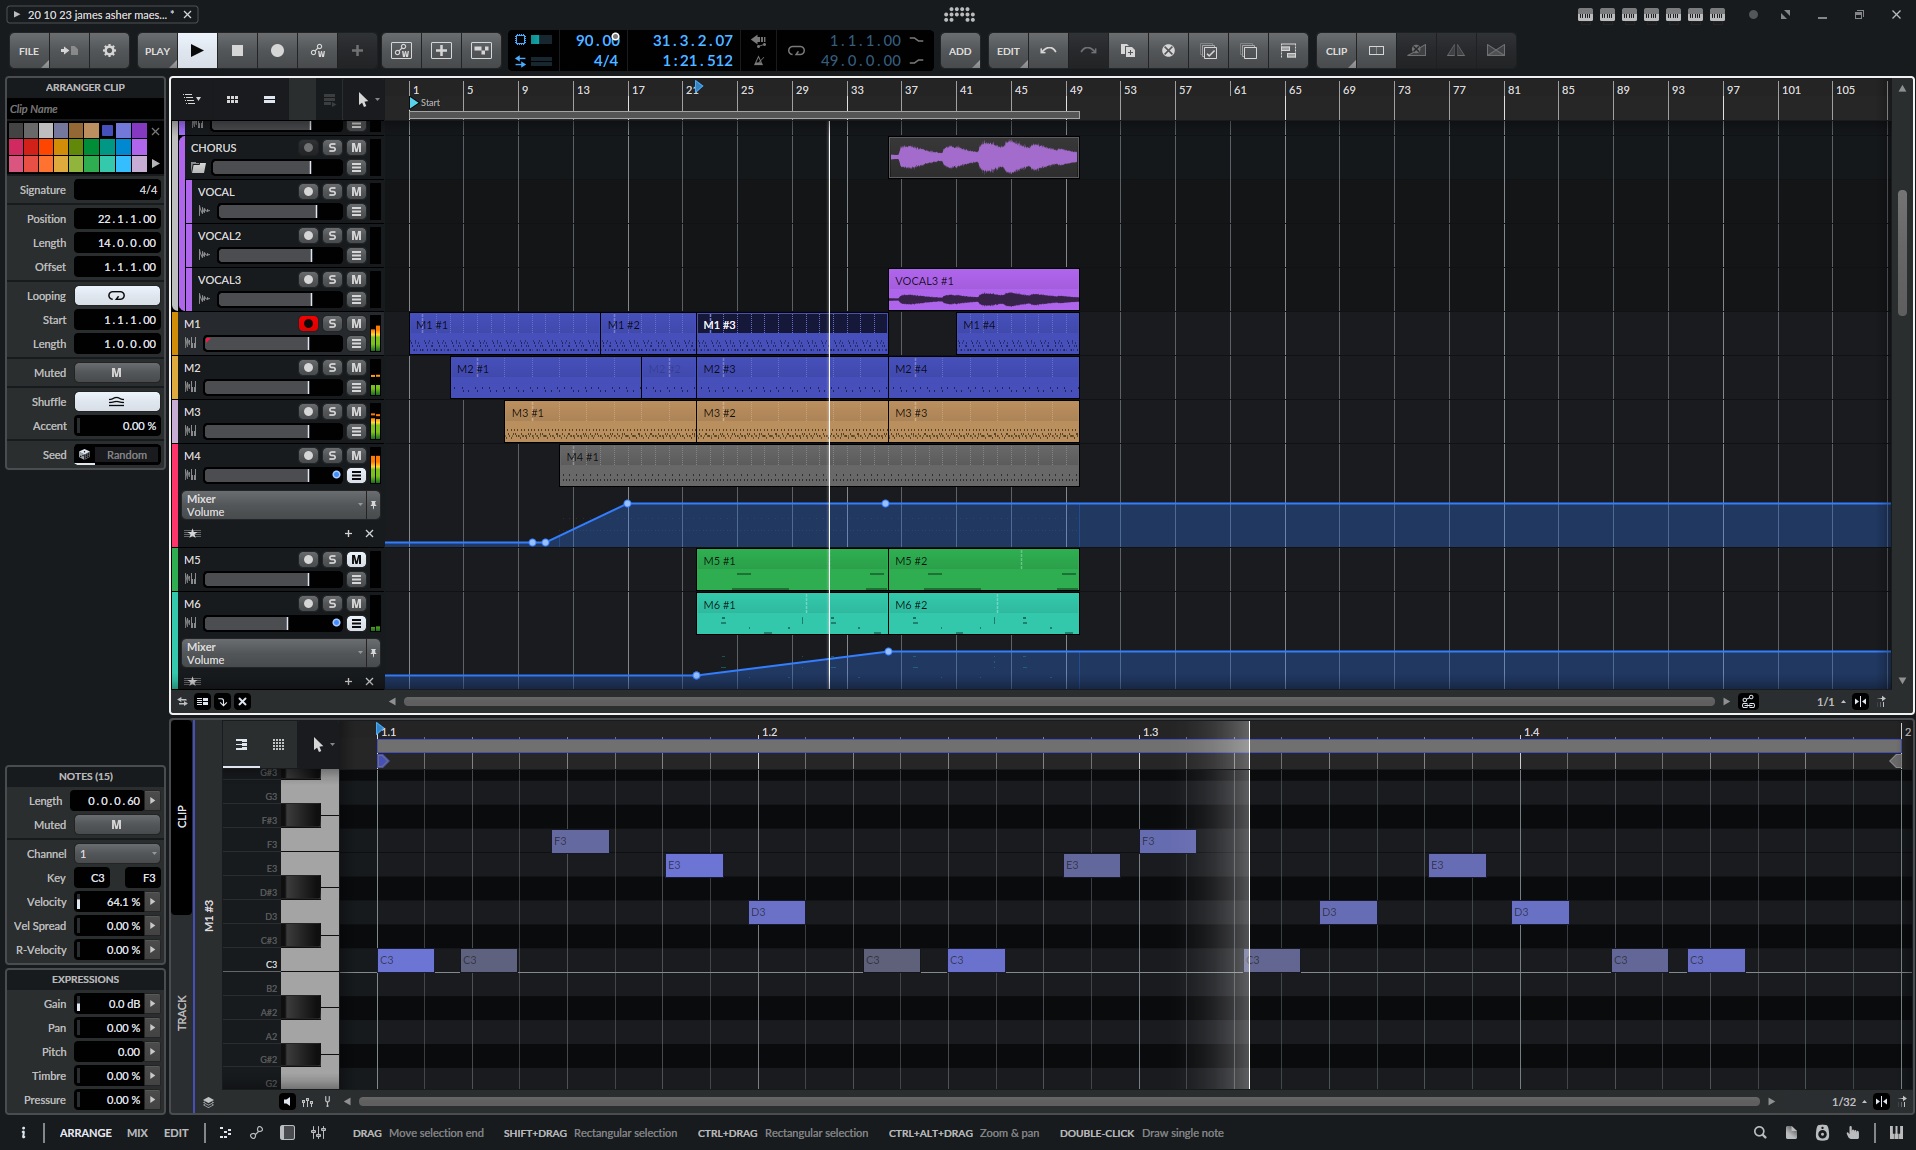 20 10 23 james asher maes... *
FILE PLAY 90.00 4/4 31.3.2.07 1:21.512 1.1.1.00 49.0.0.00 ADD EDIT CLIP
ARRANGER CLIP
Clip Name
Signature 4/4
Position 22.1.1.00
Length 14.0.0.00
Offset 1.1.1.00
Looping
Start 1.1.1.00
Length 1.0.0.00
Muted M
Shuffle
Accent 0.00 %
Seed Random
1 5 9 13 17 21 25 29 33 37 41 45 49 53 57 61 65 69 73 77 81 85 89 93 97 101 105
Start
CHORUS S M
VOCAL S M
VOCAL2 S M
VOCAL3 S M VOCAL3 #1
M1 S M M1 #1 M1 #2 M1 #3 M1 #4
M2 S M M2 #1 M2 #2 M2 #3 M2 #4
M3 S M M3 #1 M3 #2 M3 #3
M4 S M M4 #1
Mixer
Volume
M5 S M M5 #1 M5 #2
M6 S M M6 #1 M6 #2
Mixer
Volume
1/1
NOTES (15)
Length 0.0.0.60
Muted M
Channel 1
Key C3 F3
Velocity 64.1 %
Vel Spread 0.00 %
R-Velocity 0.00 %
EXPRESSIONS
Gain 0.0 dB
Pan 0.00 %
Pitch 0.00
Timbre 0.00 %
Pressure 0.00 %
CLIP
TRACK
M1 #3
1.1 1.2 1.3 1.4 2
G#3
G3
F#3
F3 F3 F3
E3 E3 E3 E3
D#3
D3 D3 D3 D3
C#3
C3 C3 C3 C3 C3 C3 C3 C3
B2
A#2
A2
G#2
G2
1/32
ARRANGE MIX EDIT DRAG Move selection end SHIFT+DRAG Rectangular selection CTRL+DRAG Rectangular selection CTRL+ALT+DRAG Zoom & pan DOUBLE-CLICK Draw single note